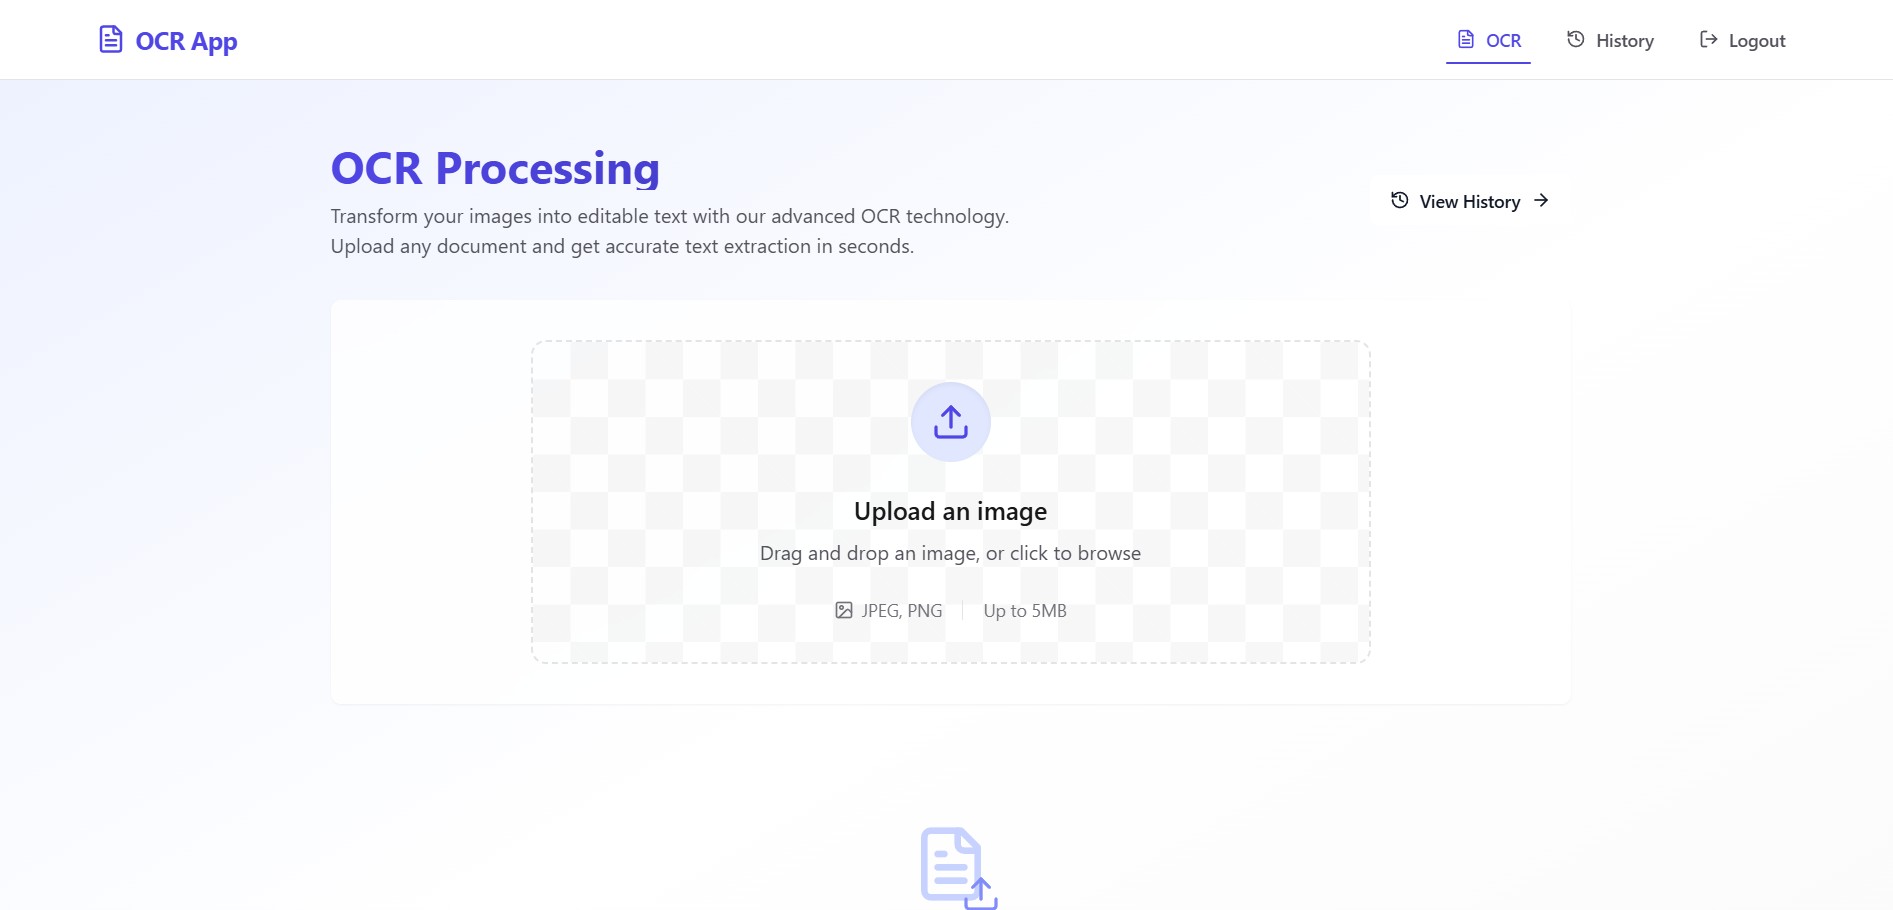 OCR App
OCR
History
Logout
OCR Processing
Transform your images into editable text with our advanced OCR technology.
Upload any document and get accurate text extraction in seconds.
View History
Upload an image
Drag and drop an image, or click to browse
JPEG, PNG
Up to 5MB